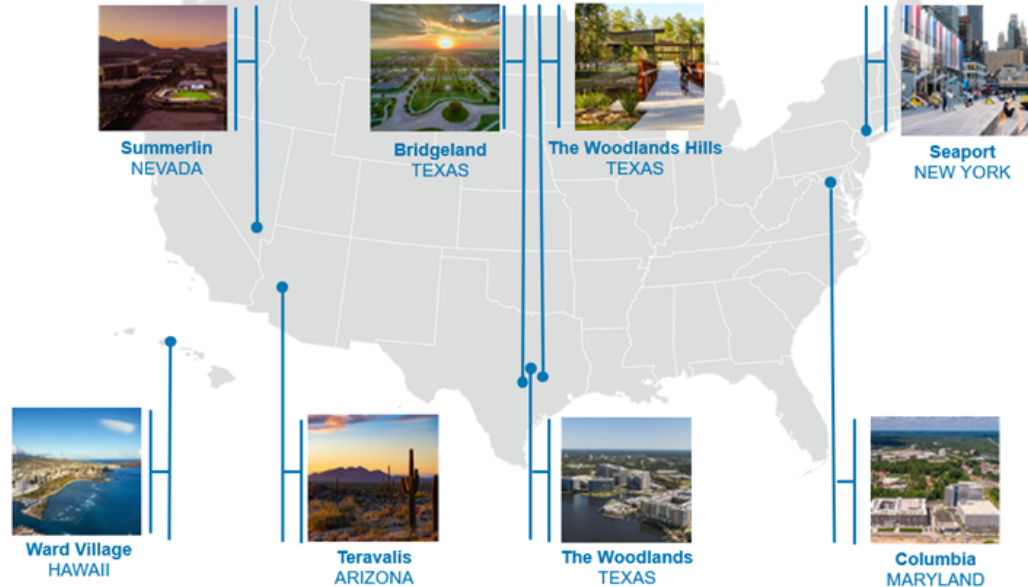 Summerlin
NEVADA
Bridgeland
TEXAS
The Woodlands Hills
TEXAS
Seaport
NEW YORK
Ward Village
HAWAII
Teravalis
ARIZONA
The Woodlands
TEXAS
Columbia
MARYLAND